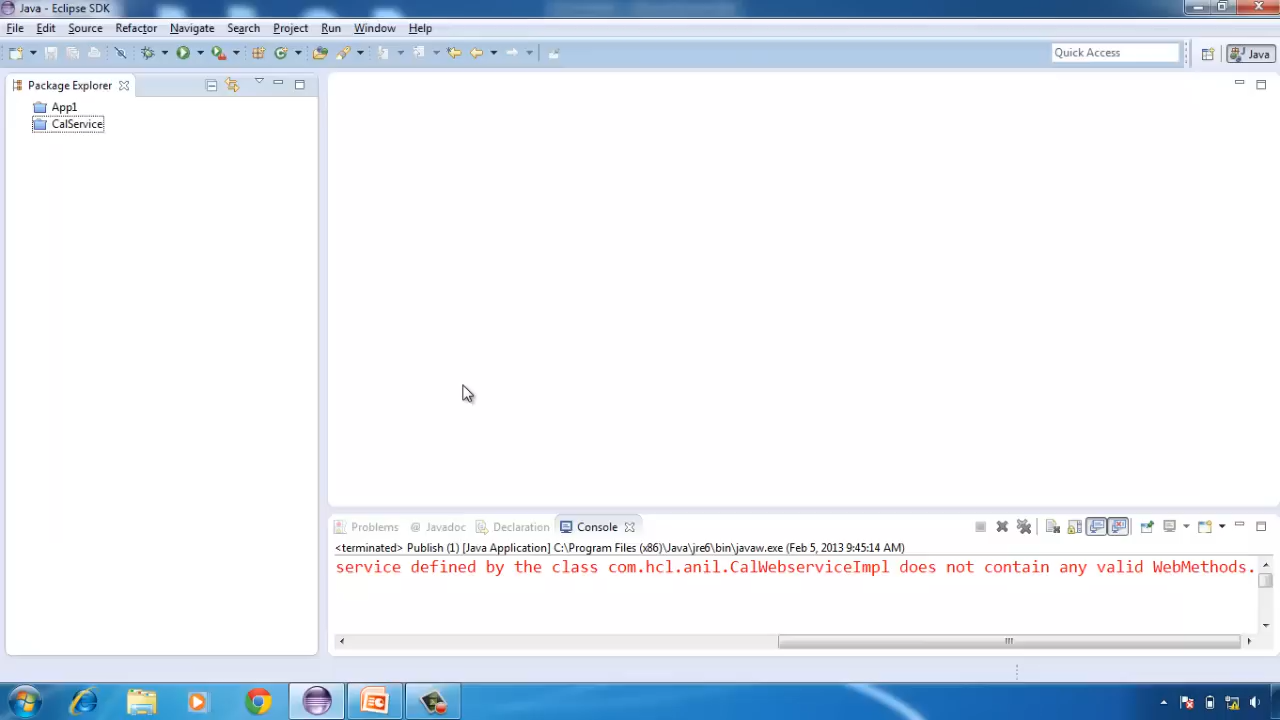 Java - Eclipse SDK
File Edit Source Refactor Navigate Search Project Run Window Help
Quick Access
Java
Package Explorer
App1
CalService
Problems @ Javadoc Declaration Console
<terminated> Publish (1) [Java Application] C:\Program Files (x86)\Java\jre6\bin\javaw.exe (Feb 5, 2013 9:45:14 AM)
service defined by the class com.hcl.anil.CalWebserviceImpl does not contain any valid WebMethods.